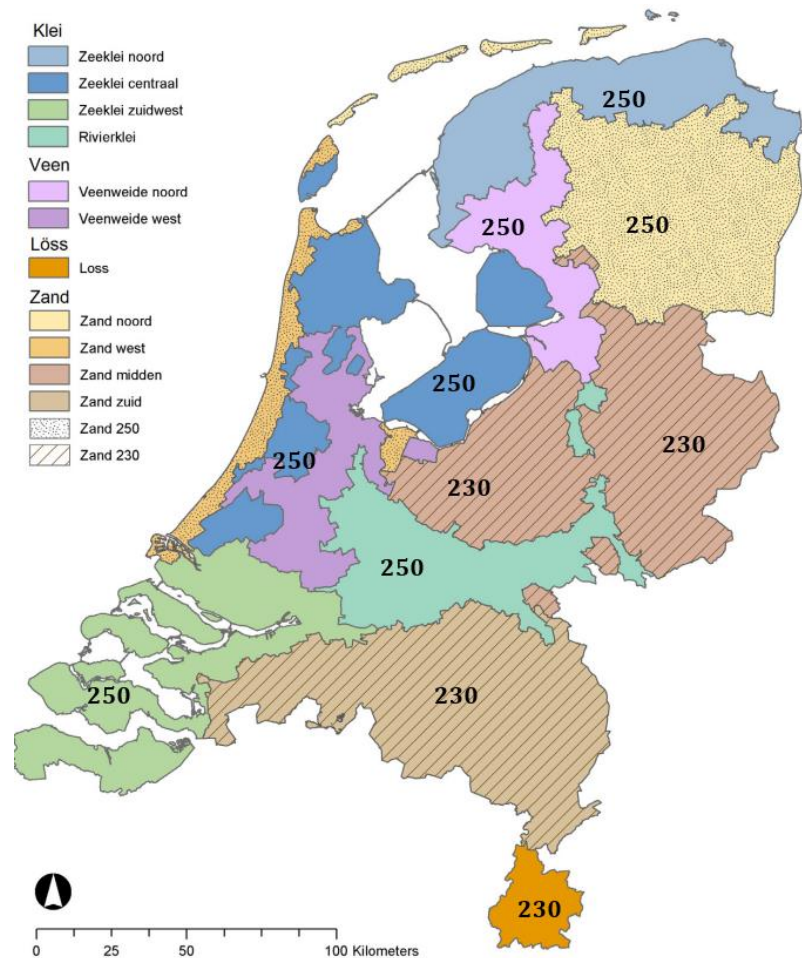 Klei
Zeeklei noord
Zeeklei centraal
Zeeklei zuidwest
Rivierklei
Veen
Veenweide noord
Veenweide west
Löss
Loss
Zand
Zand noord
Zand west
Zand midden
Zand zuid
Zand 250
Zand 230
250
250
250
250
250
230
230
250
250
230
230
0 25 50 100 Kilometers